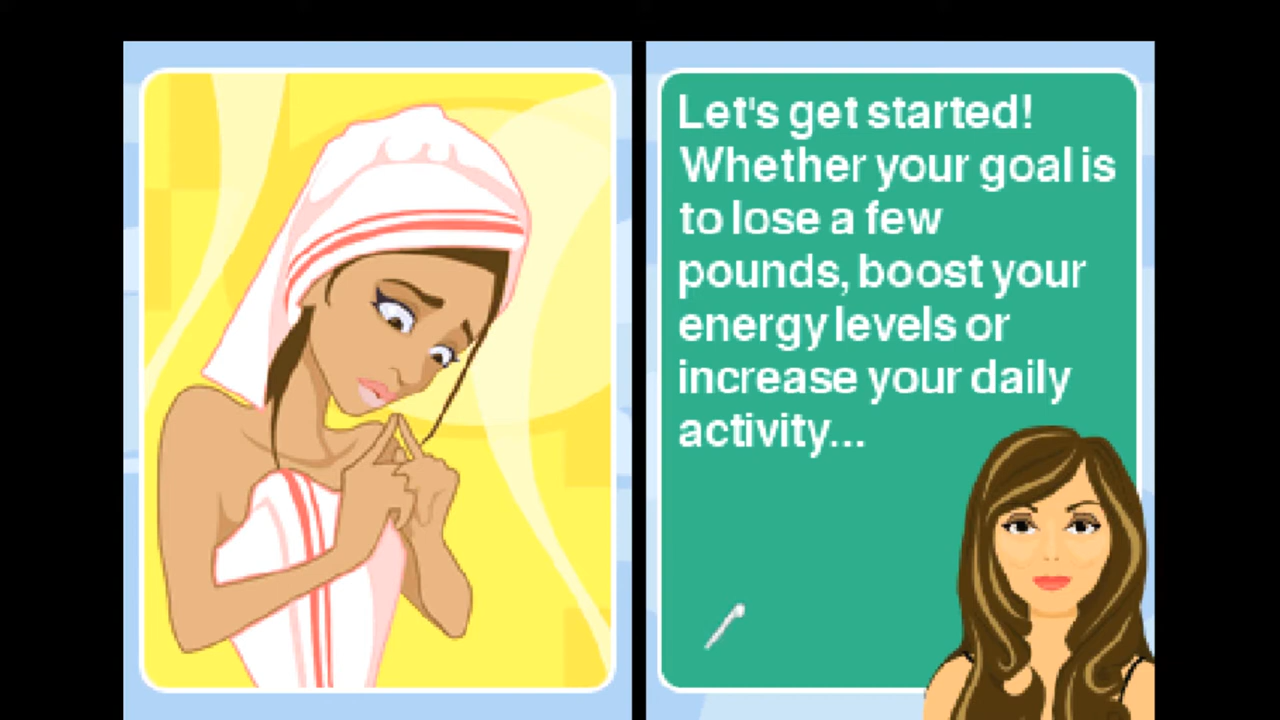 Let's get started!
Whether your goal is
to lose a few
pounds, boost your
energy levels or
increase your daily
activity...